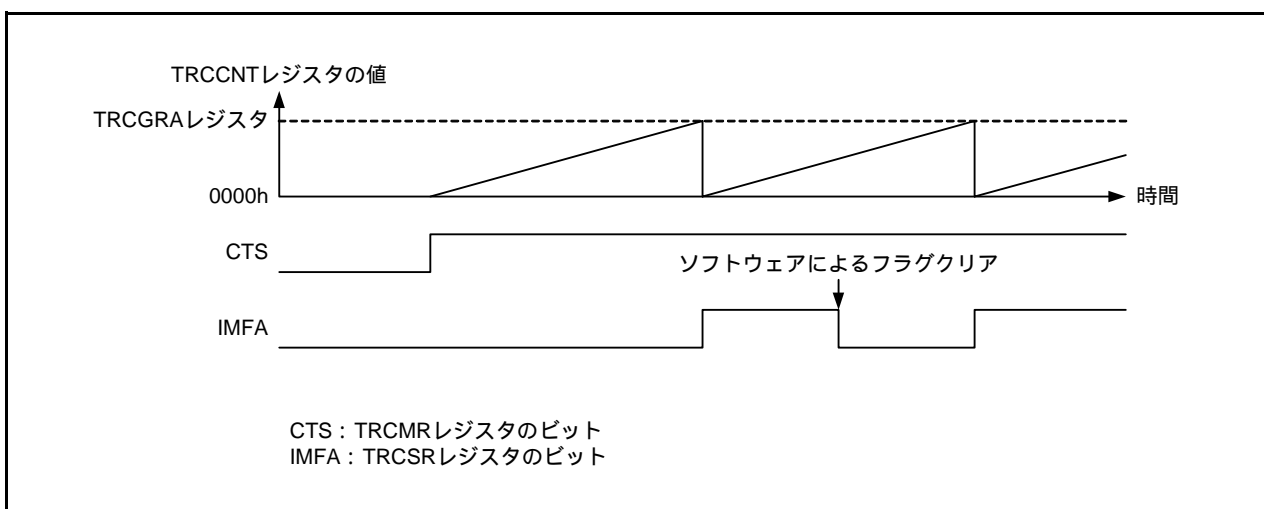 TRCCNTレジスタの値
TRCGRAレジスタ
0000h
時間
CTS
ソフトウェアによるフラグクリア
IMFA
CTS：TRCMRレジスタのビット
IMFA：TRCSRレジスタのビット